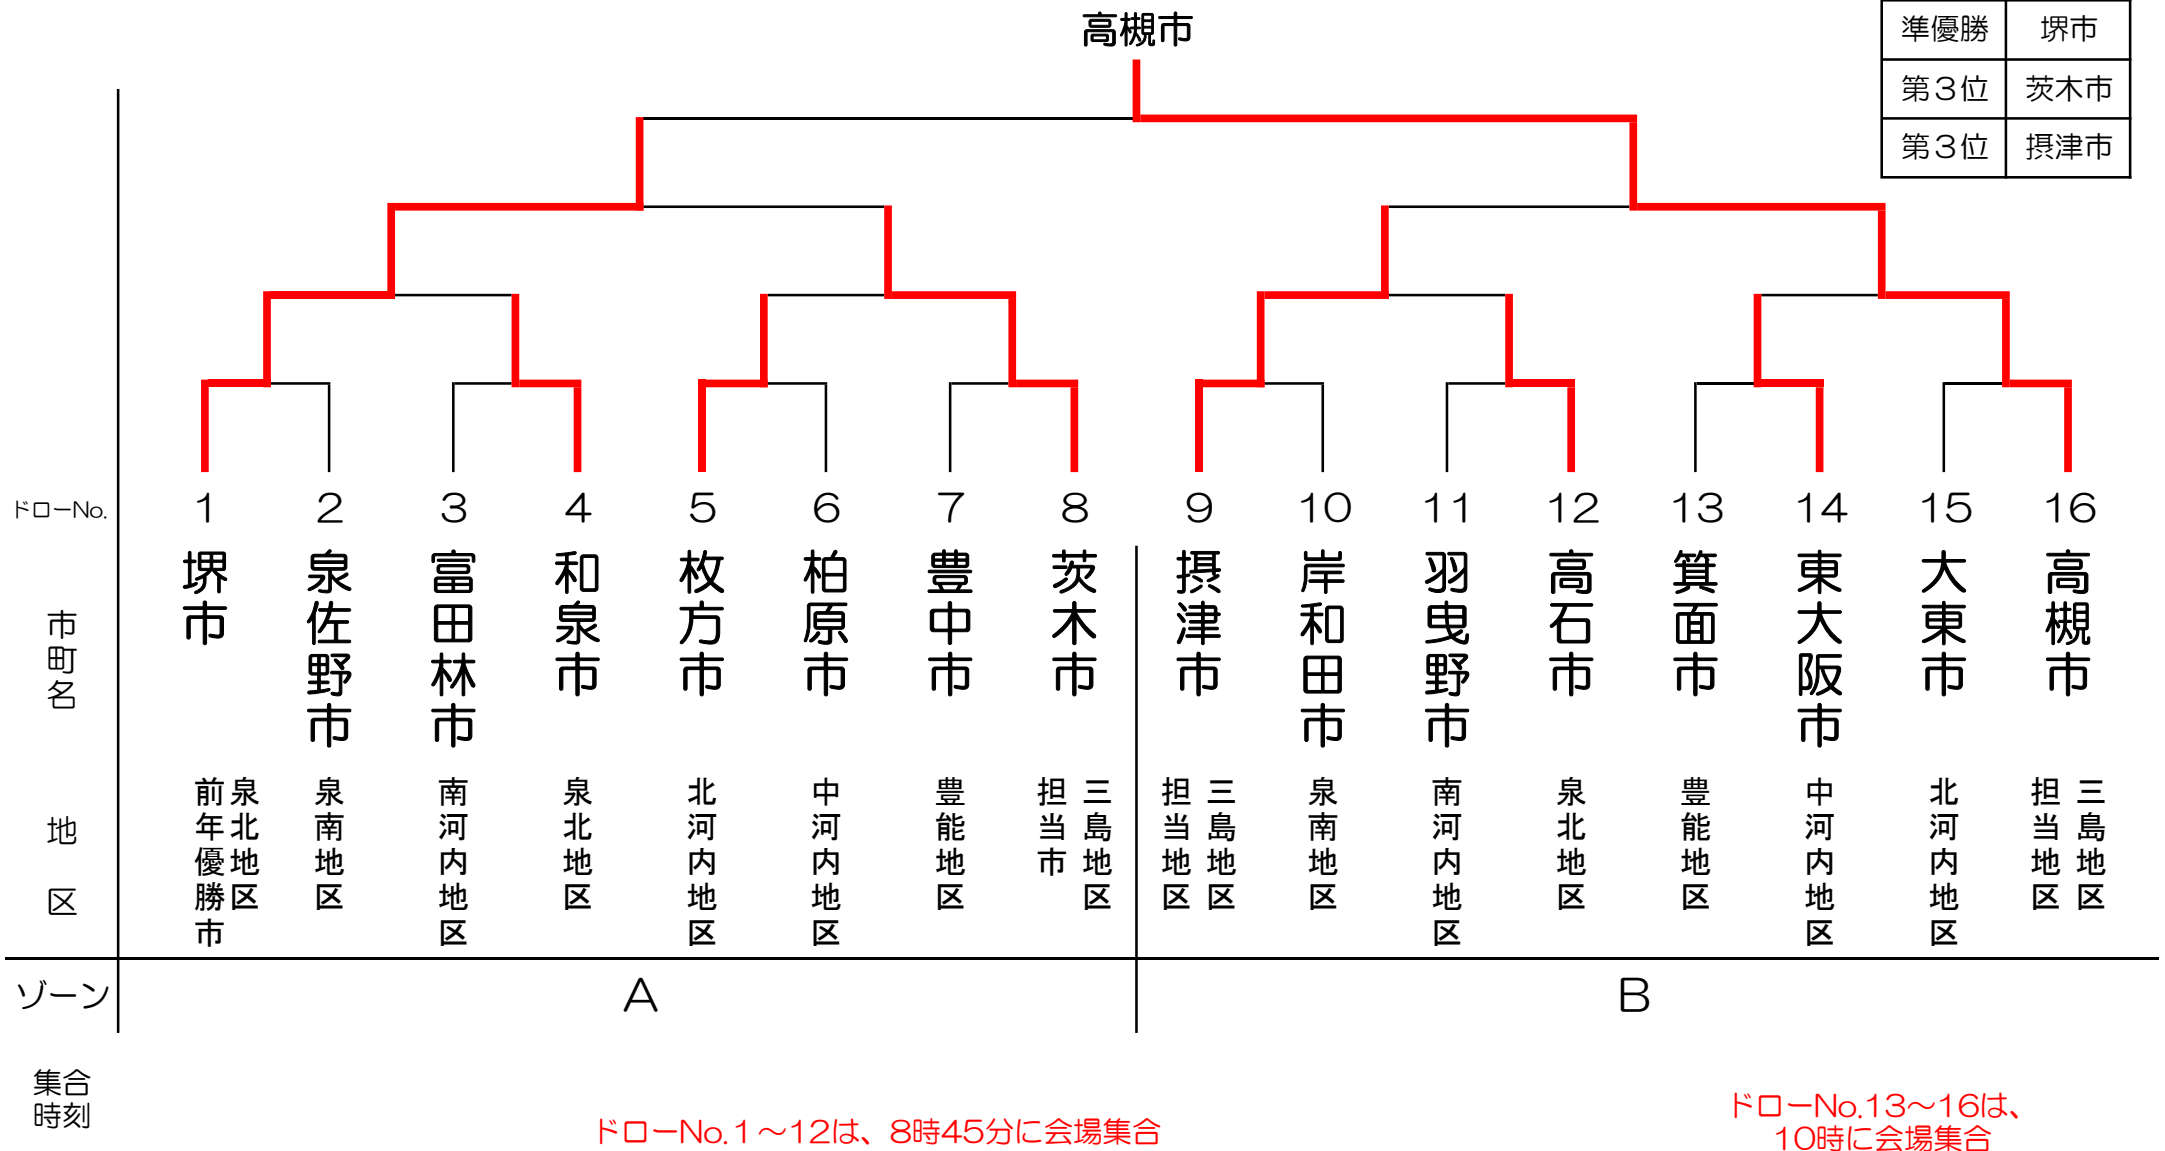 高槻市
準優勝 堺市
第３位 茨木市
第３位 摂津市
ドローNo. 1 2 3 4 5 6 7 8 9 10 11 12 13 14 15 16
市町名 堺市 泉佐野市 富田林市 和泉市 枚方市 柏原市 豊中市 茨木市 摂津市 岸和田市 羽曳野市 高石市 箕面市 東大阪市 大東市 高槻市
地区 泉北地区 前年優勝市 泉南地区 南河内地区 泉北地区 北河内地区 中河内地区 豊能地区 三島地区 担当市 三島地区 担当地区 泉南地区 南河内地区 泉北地区 豊能地区 中河内地区 北河内地区 三島地区 担当地区
ゾーン A B
集合
時刻
ドローNo.1～12は、8時45分に会場集合
ドローNo.13～16は、
10時に会場集合